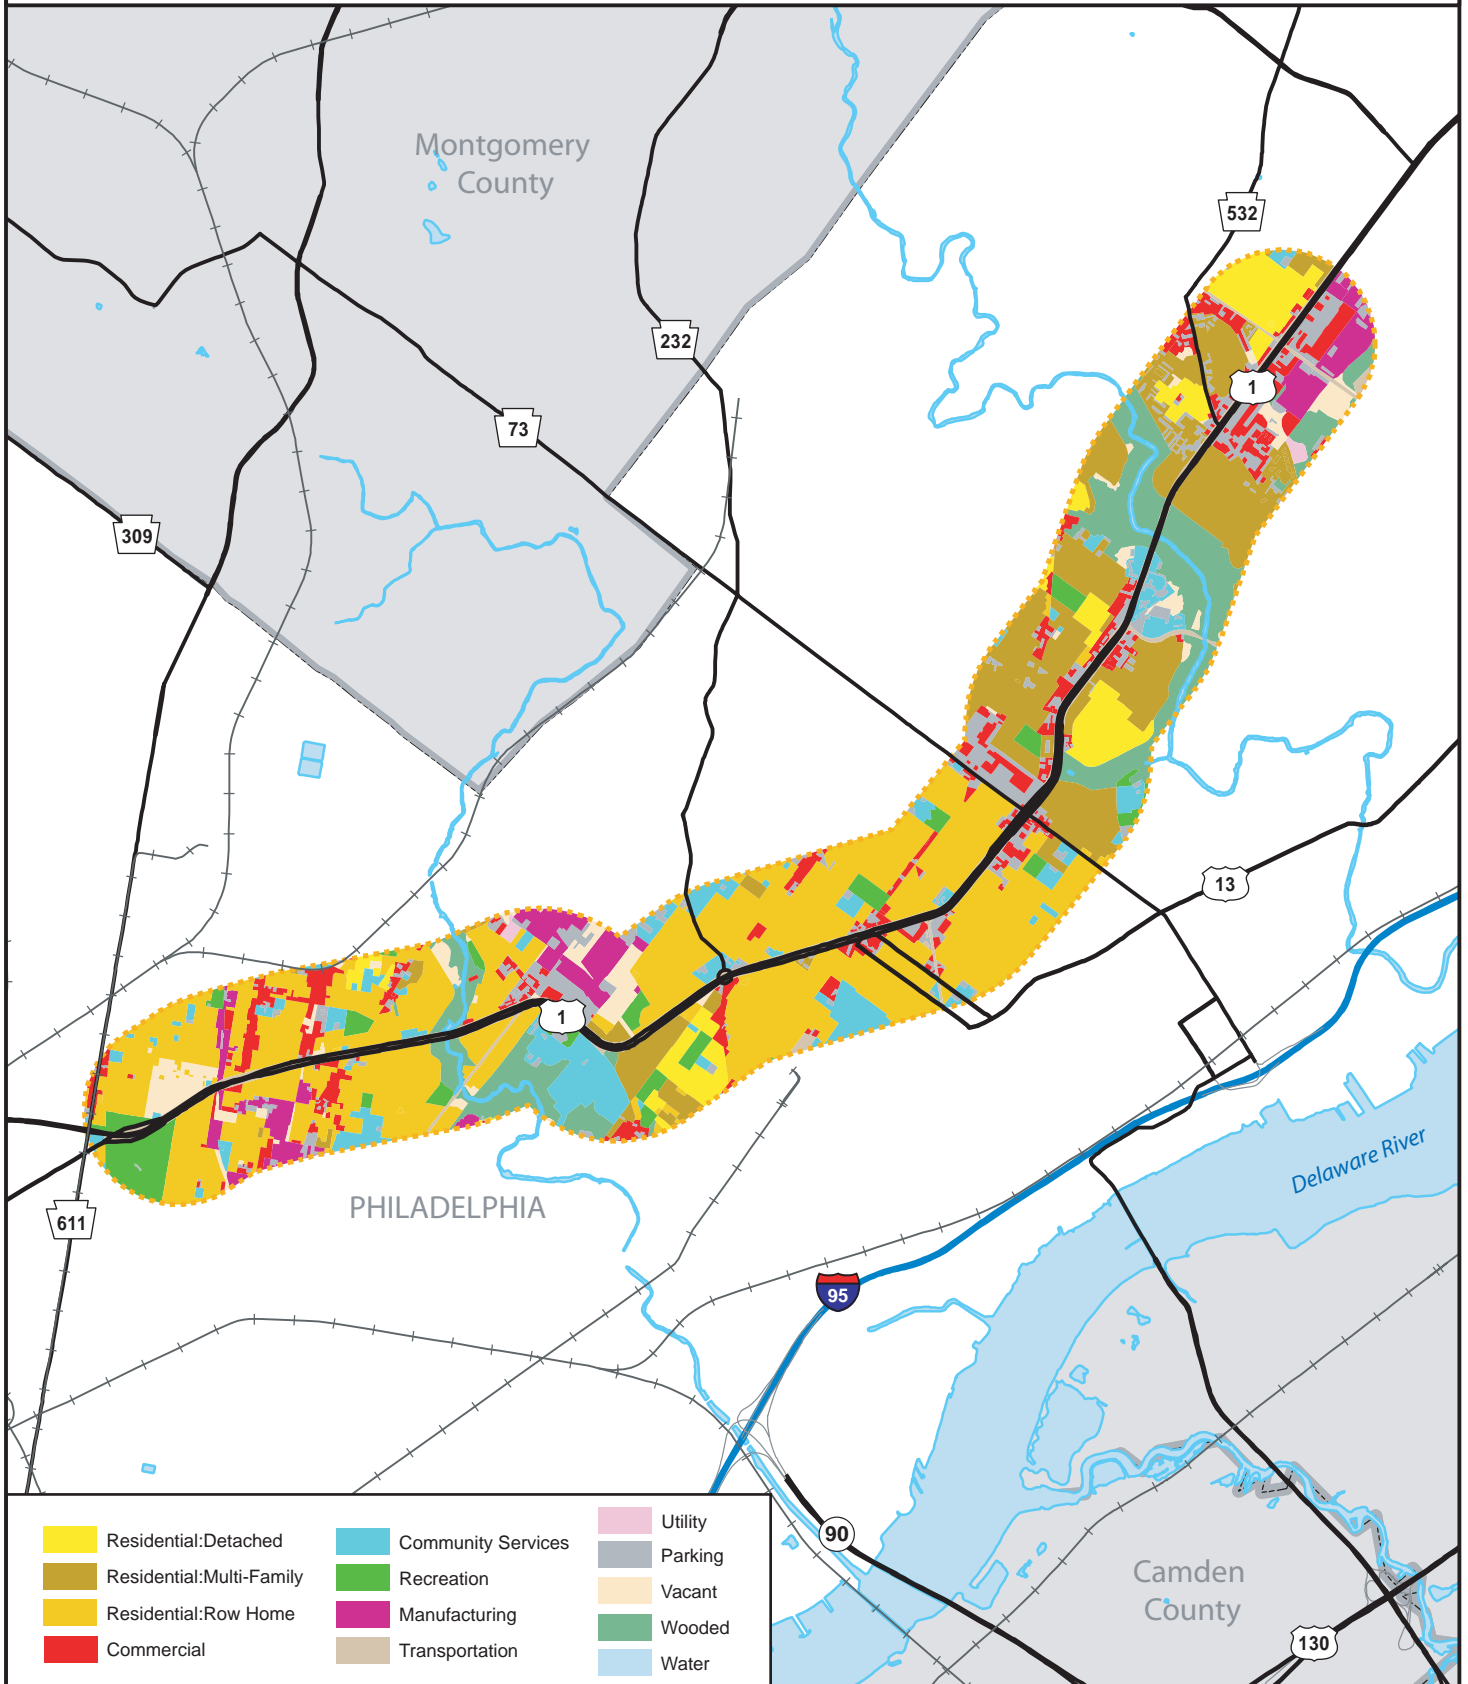 Montgomery
County
532
232
1
73
309
13
1
PHILADELPHIA
Delaware River
611
95
90
Camden
County
130
Residential:Detached
Residential:Multi-Family
Residential:Row Home
Commercial
Community Services
Recreation
Manufacturing
Transportation
Utility
Parking
Vacant
Wooded
Water